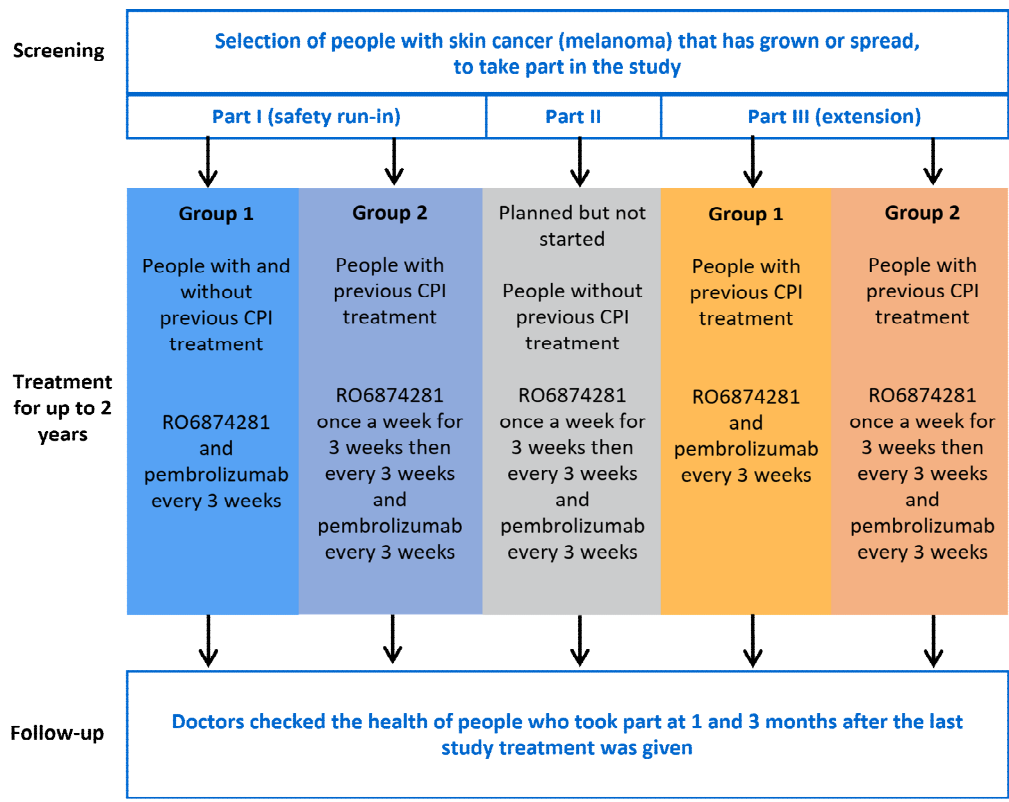 Screening
Selection of people with skin cancer (melanoma) that has grown or spread,
to take part in the study
Part I (safety run-in)
Part II
Part III (extension)
Treatment
for up to 2
years
Group 1
People with and
without
previous CPI
treatment
RO6874281
and
pembrolizumab
every 3 weeks
Group 2
People with
previous CPI
treatment
RO6874281
once a week for
3 weeks then
every 3 weeks
and
pembrolizumab
every 3 weeks
Planned but not
started
People without
previous CPI
treatment
RO6874281
once a week for
3 weeks then
every 3 weeks
and
pembrolizumab
every 3 weeks
Group 1
People with
previous CPI
treatment
RO6874281
and
pembrolizumab
every 3 weeks
Group 2
People with
previous CPI
treatment
RO6874281
once a week for
3 weeks then
every 3 weeks
and
pembrolizumab
every 3 weeks
Follow-up
Doctors checked the health of people who took part at 1 and 3 months after the last
study treatment was given